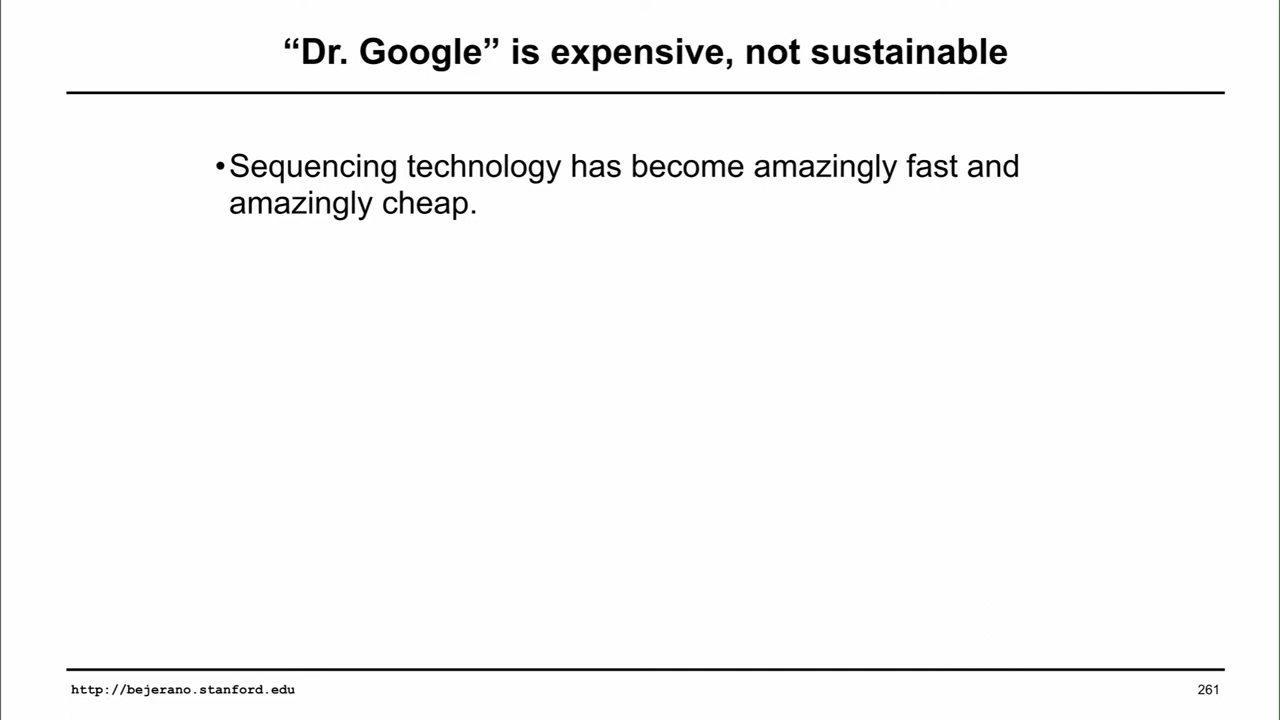 “Dr. Google” is expensive, not sustainable
•Sequencing technology has become amazingly fast and
amazingly cheap.
http://bejerano.stanford.edu
261